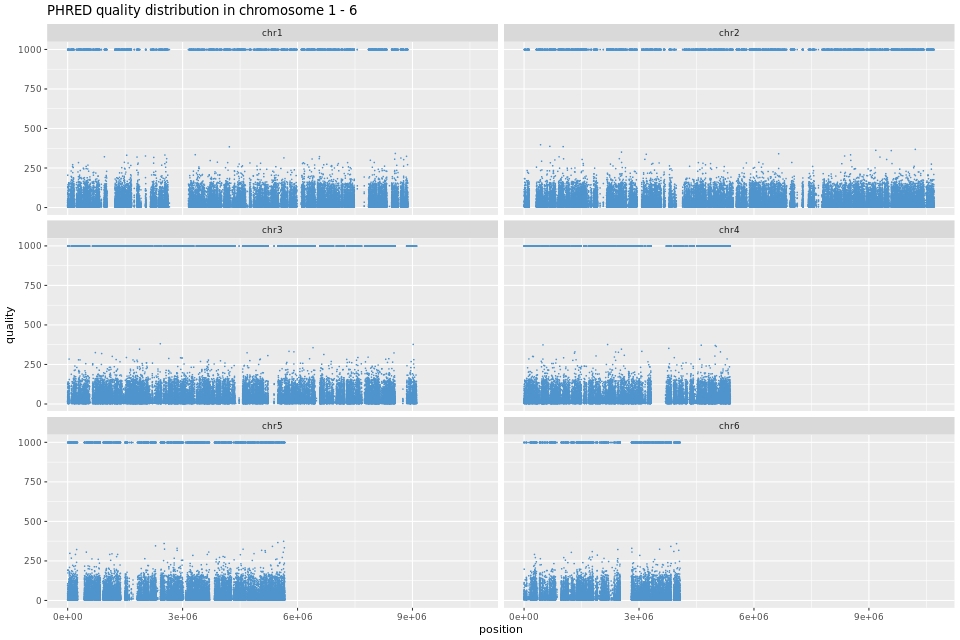 PHRED quality distribution in chromosome 1 - 6
chr1
chr2
1000
750
500
250
0
chr3
chr4
1000
750
500
250
0
quality
chr5
chr6
1000
750
500
250
0
0e+00
3e+06
6e+06
9e+06
0e+00
3e+06
6e+06
9e+06
position